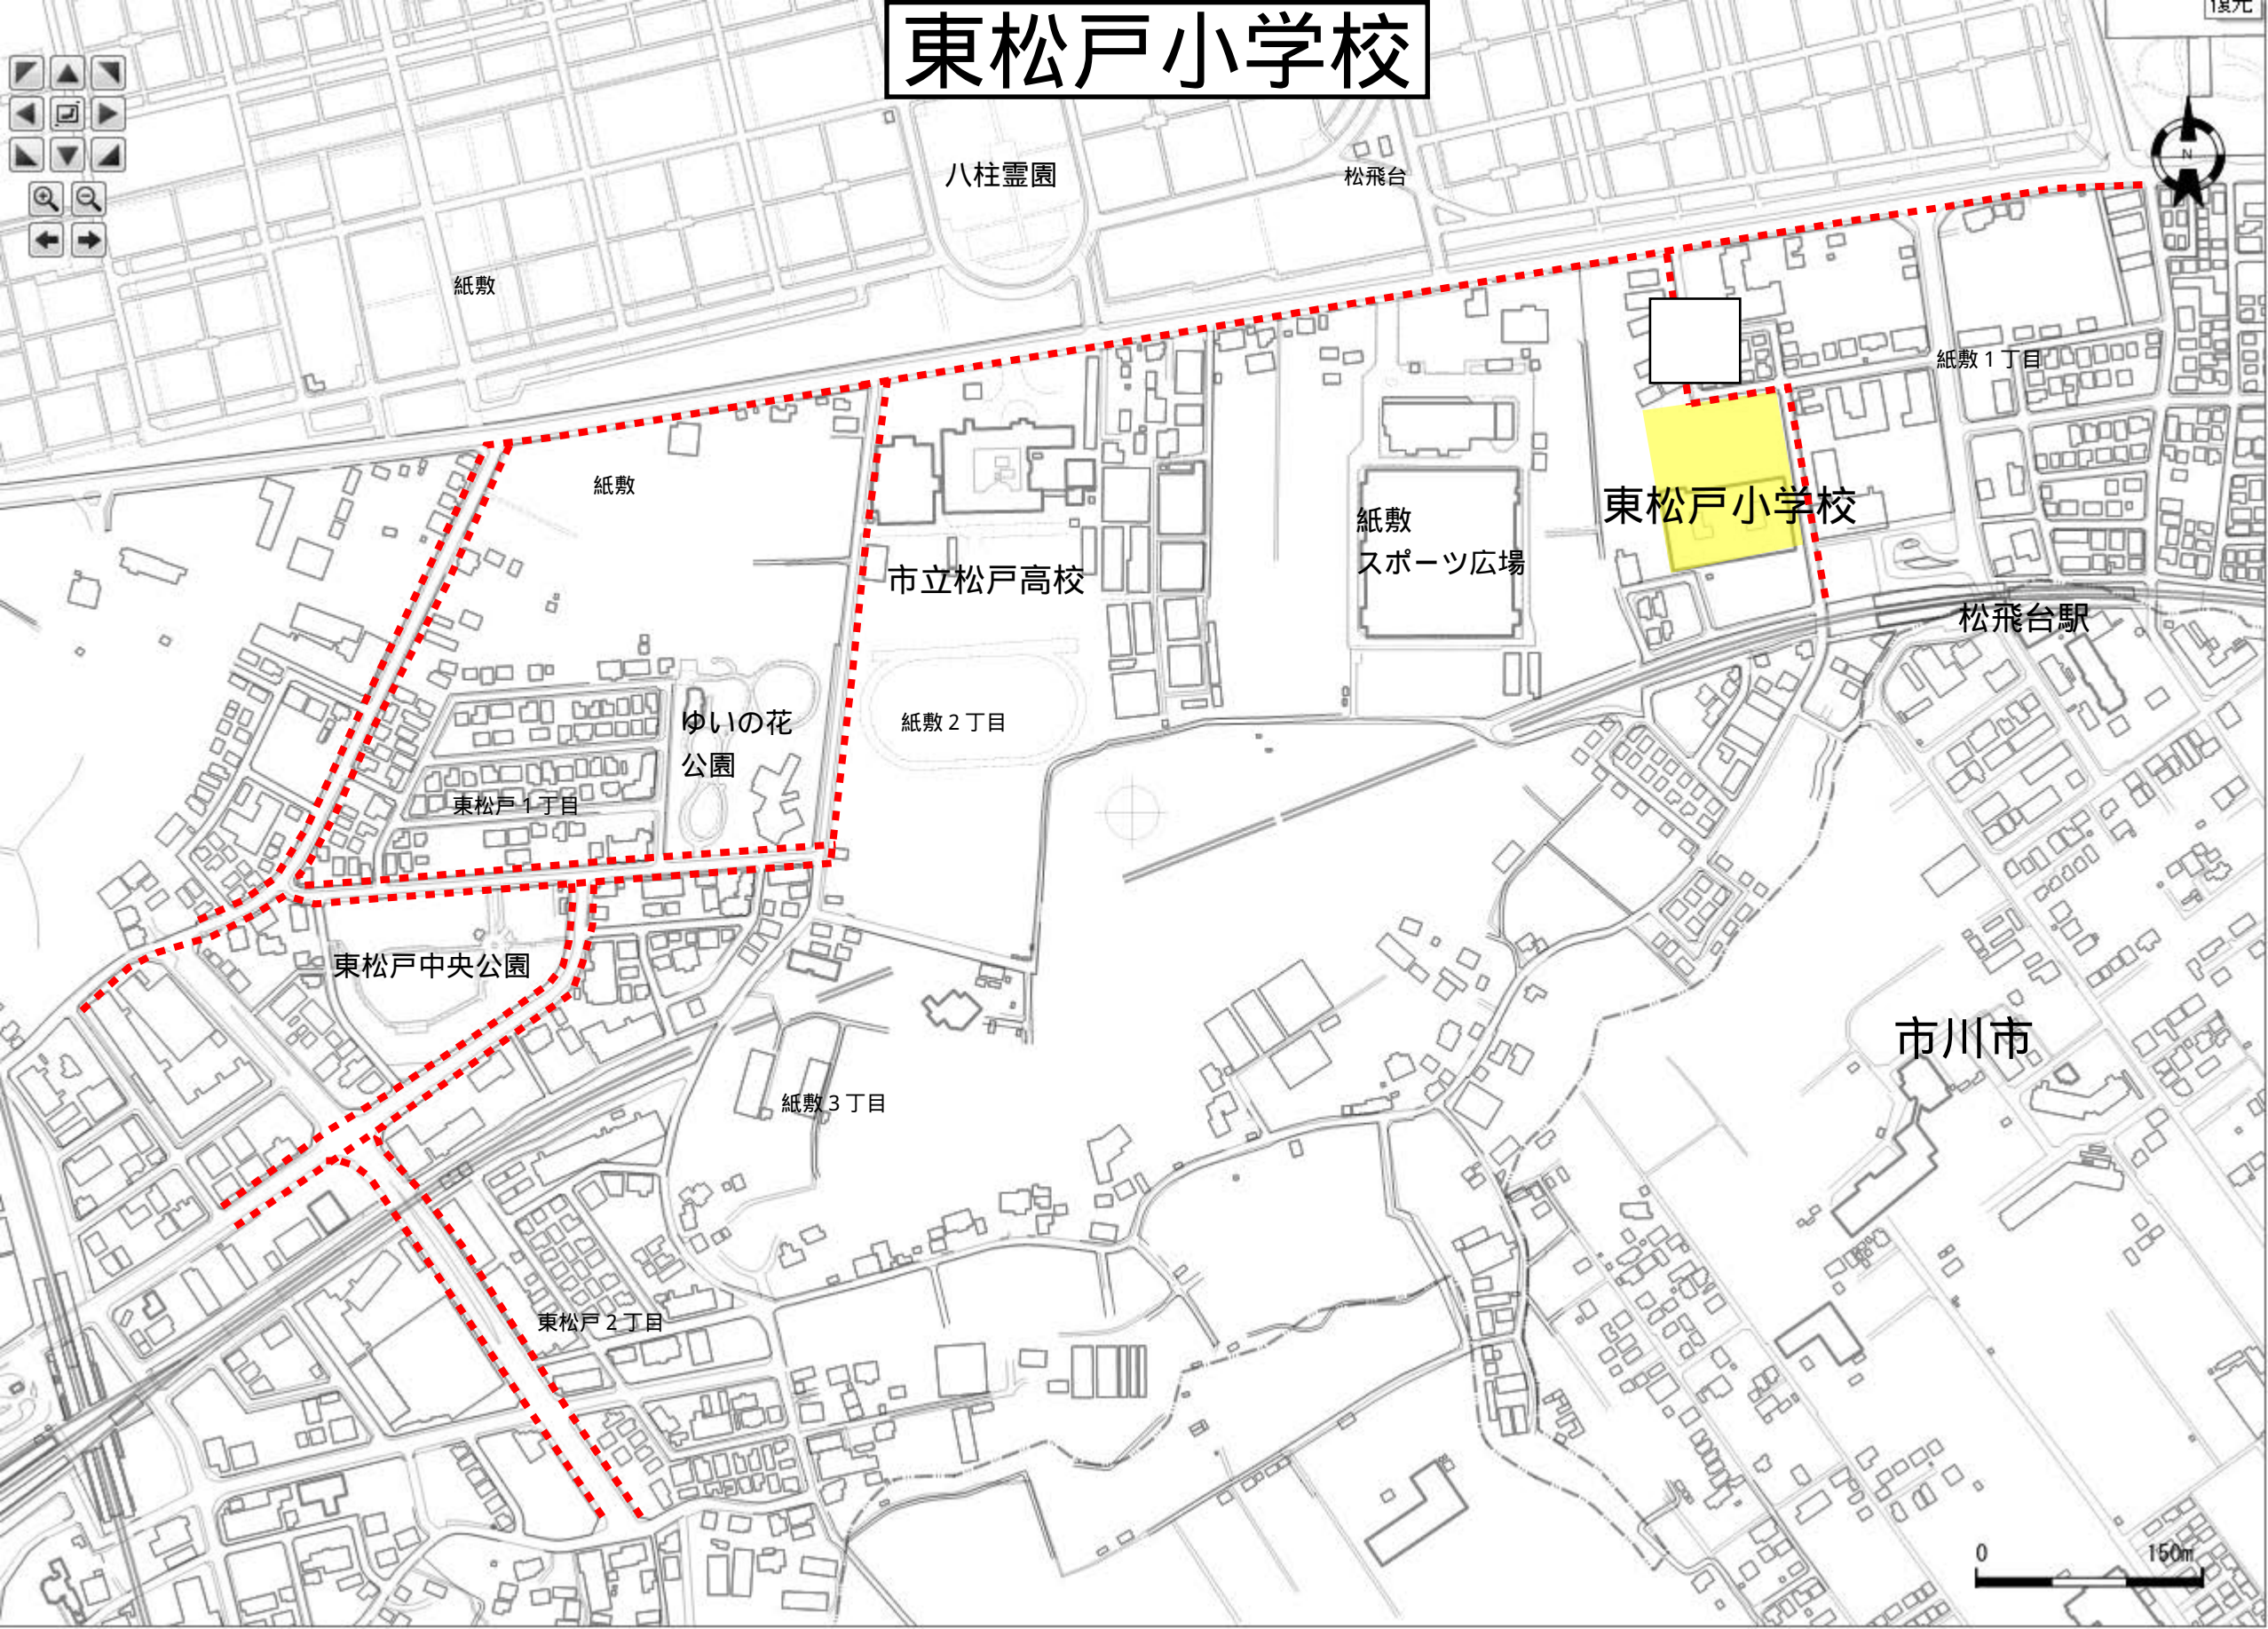 東松戸小学校
復元
八柱霊園
松飛台
N
紙敷
紙敷１丁目
紙敷
東松戸小学校
紙敷
スポーツ広場
市立松戸高校
松飛台駅
ゆいの花
公園
紙敷２丁目
東松戸１丁目
東松戸中央公園
市川市
紙敷３丁目
東松戸２丁目
0 150m